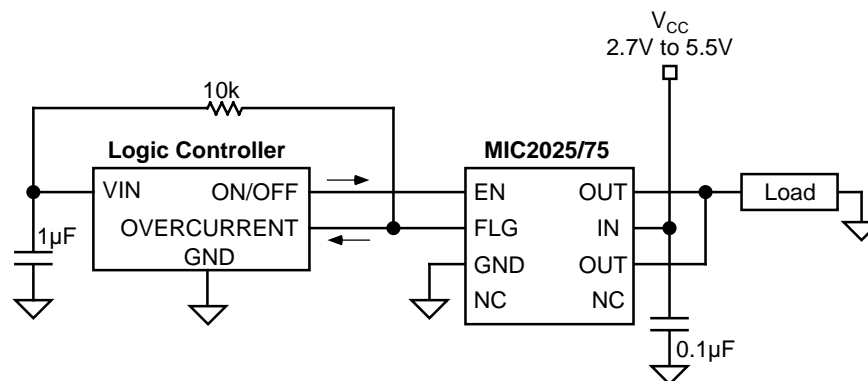 V_CC
2.7V to 5.5V
10k
Logic Controller
MIC2025/75
VIN
ON/OFF
EN
OUT
Load
OVERCURRENT
FLG
IN
1µF
GND
GND
OUT
NC
NC
0.1µF